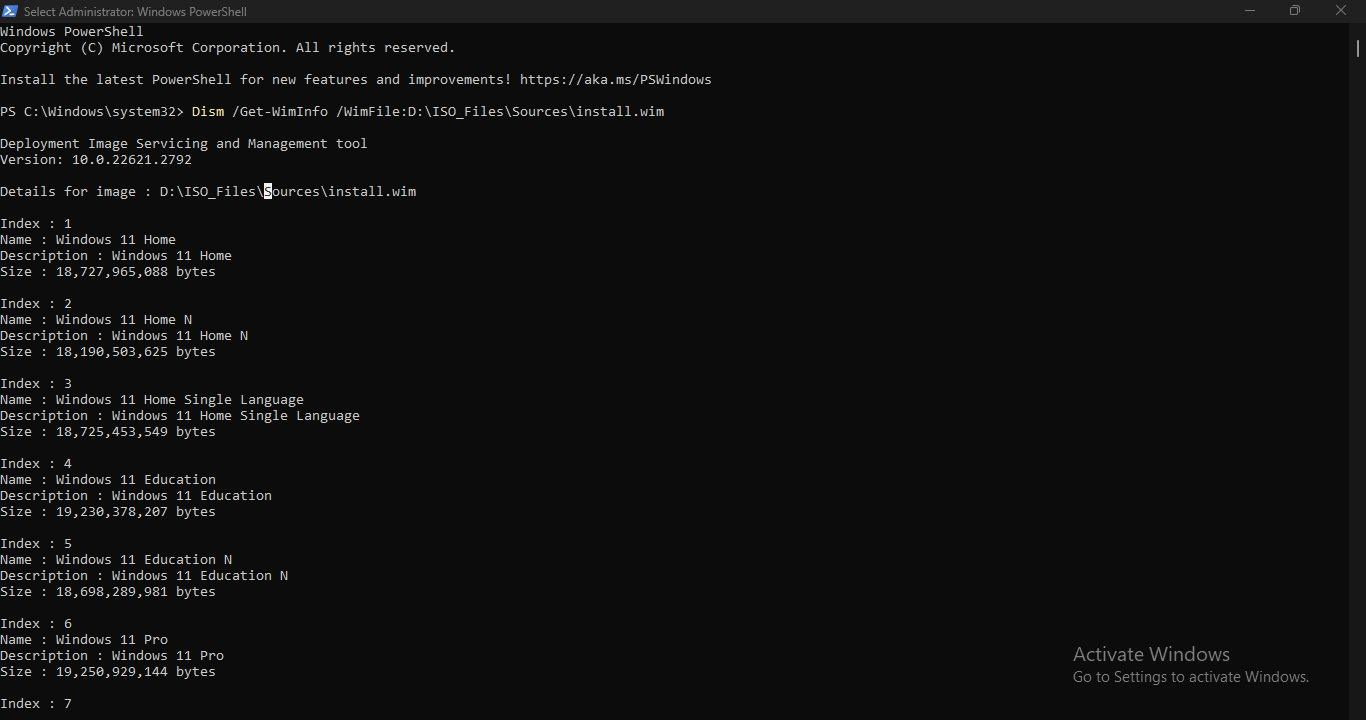 Select Administrator: Windows PowerShell
Windows PowerShell
Copyright (C) Microsoft Corporation. All rights reserved.
Install the latest PowerShell for new features and improvements! https://aka.ms/PSWindows
PS C:\Windows\system32> Dism /Get-WimInfo /WimFile:D:\ISO_Files\Sources\install.wim
Deployment Image Servicing and Management tool
Version: 10.0.22621.2792
Details for image : D:\ISO_Files\Sources\install.wim
Index : 1
Name : Windows 11 Home
Description : Windows 11 Home
Size : 18,727,965,088 bytes
Index : 2
Name : Windows 11 Home N
Description : Windows 11 Home N
Size : 18,190,503,625 bytes
Index : 3
Name : Windows 11 Home Single Language
Description : Windows 11 Home Single Language
Size : 18,725,453,549 bytes
Index : 4
Name : Windows 11 Education
Description : Windows 11 Education
Size : 19,230,378,207 bytes
Index : 5
Name : Windows 11 Education N
Description : Windows 11 Education N
Size : 18,698,289,981 bytes
Index : 6
Name : Windows 11 Pro
Description : Windows 11 Pro
Size : 19,250,929,144 bytes
Index : 7
Activate Windows
Go to Settings to activate Windows.